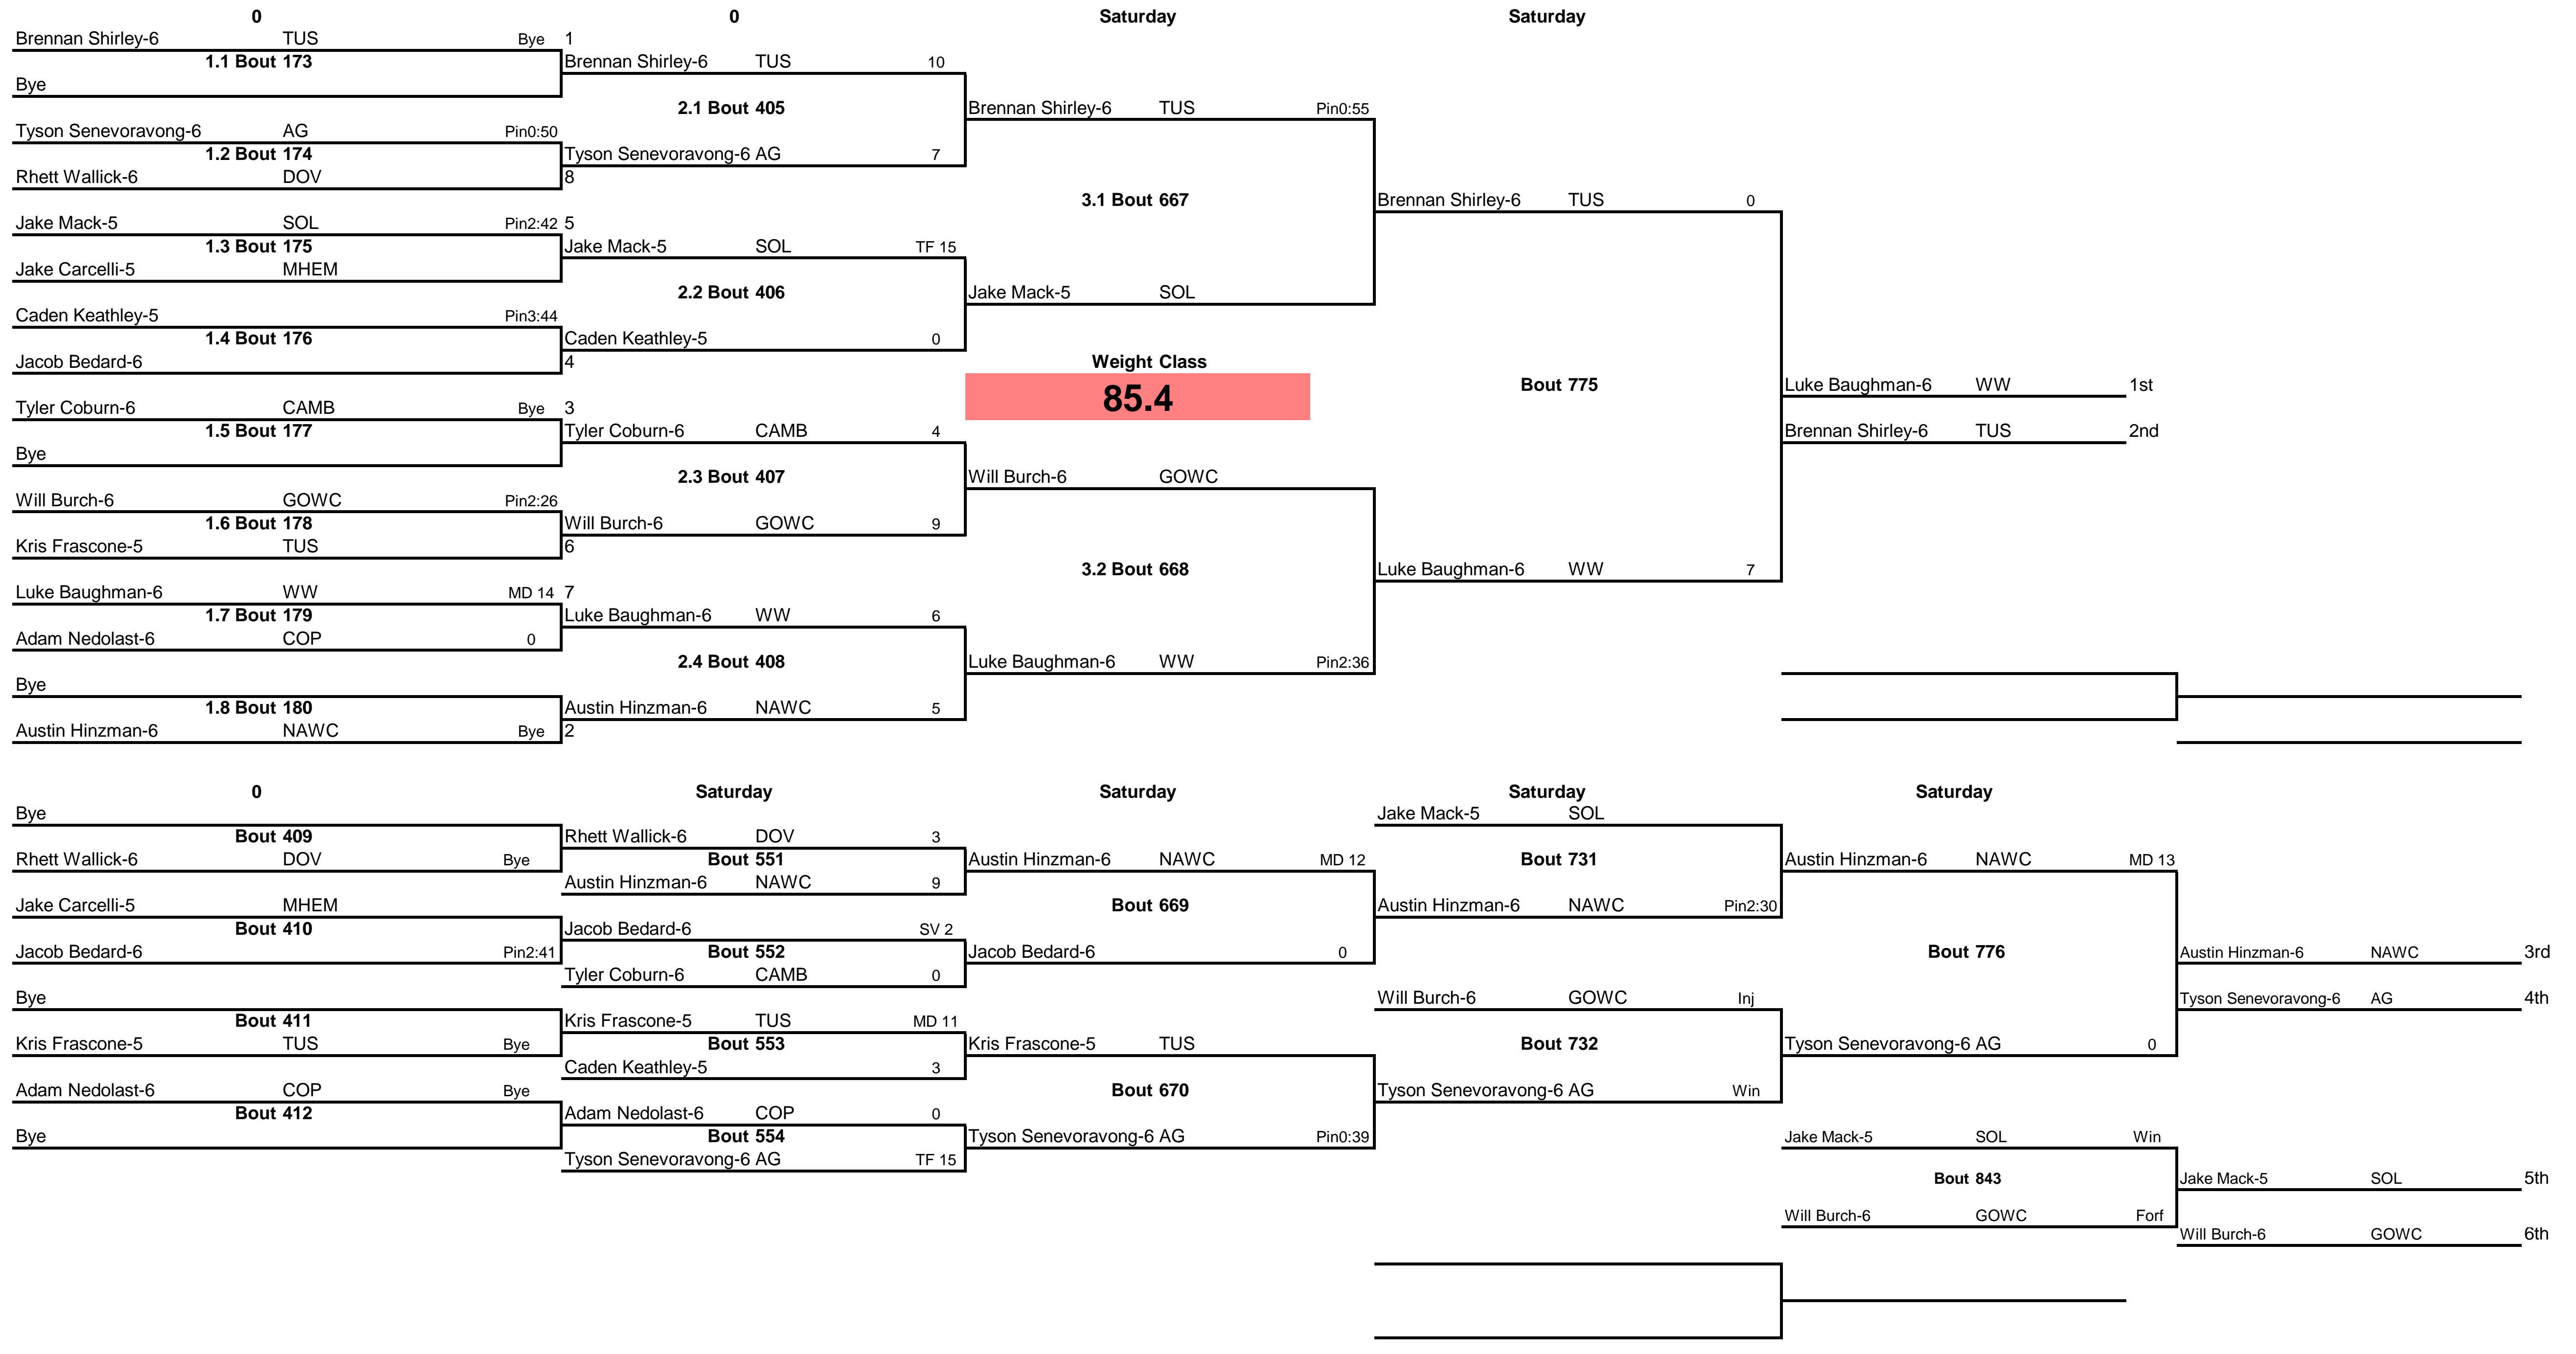 0 0 Saturday Saturday
Brennan Shirley-6 TUS Bye 1
1.1 Bout 173
Brennan Shirley-6 TUS 10
Bye
2.1 Bout 405
Brennan Shirley-6 TUS Pin0:55
Tyson Senevoravong-6 AG Pin0:50
1.2 Bout 174
Tyson Senevoravong-6 AG 7
Rhett Wallick-6 DOV 8
3.1 Bout 667
Brennan Shirley-6 TUS 0
Jake Mack-5 SOL Pin2:42 5
1.3 Bout 175
Jake Mack-5 SOL TF 15
Jake Carcelli-5 MHEM
2.2 Bout 406
Jake Mack-5 SOL
Caden Keathley-5 Pin3:44
1.4 Bout 176
Caden Keathley-5 0
Jacob Bedard-6 4
Weight Class
85.4
Bout 775
Luke Baughman-6 WW 1st
Tyler Coburn-6 CAMB Bye 3
1.5 Bout 177
Tyler Coburn-6 CAMB 4
Brennan Shirley-6 TUS 2nd
Bye
2.3 Bout 407
Will Burch-6 GOWC
Will Burch-6 GOWC Pin2:26
1.6 Bout 178
Will Burch-6 GOWC 9
Kris Frascone-5 TUS 6
3.2 Bout 668
Luke Baughman-6 WW 7
Luke Baughman-6 WW MD 14 7
1.7 Bout 179
Luke Baughman-6 WW 6
Adam Nedolast-6 COP 0
2.4 Bout 408
Luke Baughman-6 WW Pin2:36
Bye
1.8 Bout 180
Austin Hinzman-6 NAWC 5
Austin Hinzman-6 NAWC Bye 2
0 Saturday Saturday Saturday Saturday
Bye
Jake Mack-5 SOL
Bout 409
Rhett Wallick-6 DOV 3
Rhett Wallick-6 DOV Bye
Bout 551
Austin Hinzman-6 NAWC MD 12
Bout 731
Austin Hinzman-6 NAWC MD 13
Austin Hinzman-6 NAWC 9
Jake Carcelli-5 MHEM
Bout 669
Austin Hinzman-6 NAWC Pin2:30
Bout 410
Jacob Bedard-6 SV 2
Jacob Bedard-6 Pin2:41
Bout 552
Jacob Bedard-6 0
Bout 776
Austin Hinzman-6 NAWC 3rd
Tyler Coburn-6 CAMB 0
Bye
Will Burch-6 GOWC Inj
Tyson Senevoravong-6 AG 4th
Bout 411
Kris Frascone-5 TUS MD 11
Kris Frascone-5 TUS Bye
Bout 553
Kris Frascone-5 TUS
Bout 732
Tyson Senevoravong-6 AG 0
Caden Keathley-5 3
Adam Nedolast-6 COP Bye
Bout 670
Tyson Senevoravong-6 AG Win
Bout 412
Adam Nedolast-6 COP 0
Bye
Bout 554
Tyson Senevoravong-6 AG Pin0:39
Jake Mack-5 SOL Win
Tyson Senevoravong-6 AG TF 15
Bout 843
Jake Mack-5 SOL 5th
Will Burch-6 GOWC Forf
Will Burch-6 GOWC 6th